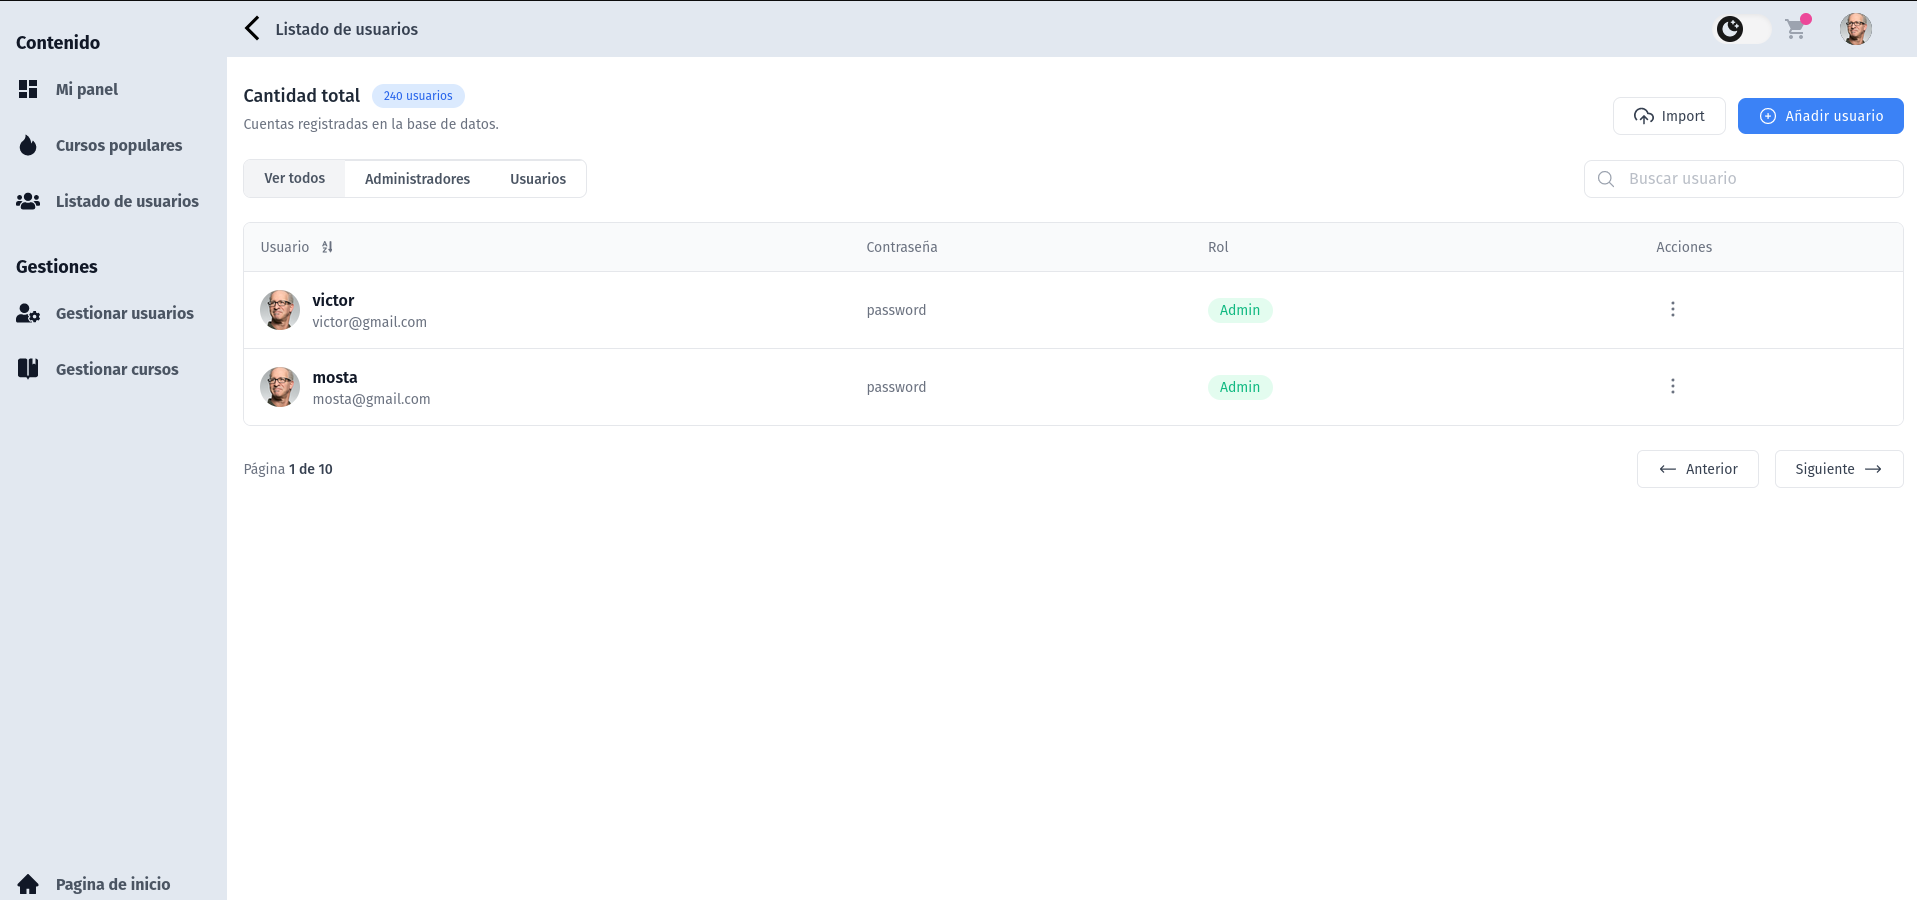 Contenido
Mi panel
Cursos populares
Listado de usuarios
Gestiones
Gestionar usuarios
Gestionar cursos
Pagina de inicio
Listado de usuarios
Cantidad total 240 usuarios
Cuentas registradas en la base de datos.
Import Añadir usuario
Ver todos Administradores Usuarios
Buscar usuario
Usuario Contraseña Rol Acciones
victor
victor@gmail.com
password Admin
mosta
mosta@gmail.com
password Admin
Página 1 de 10
Anterior Siguiente